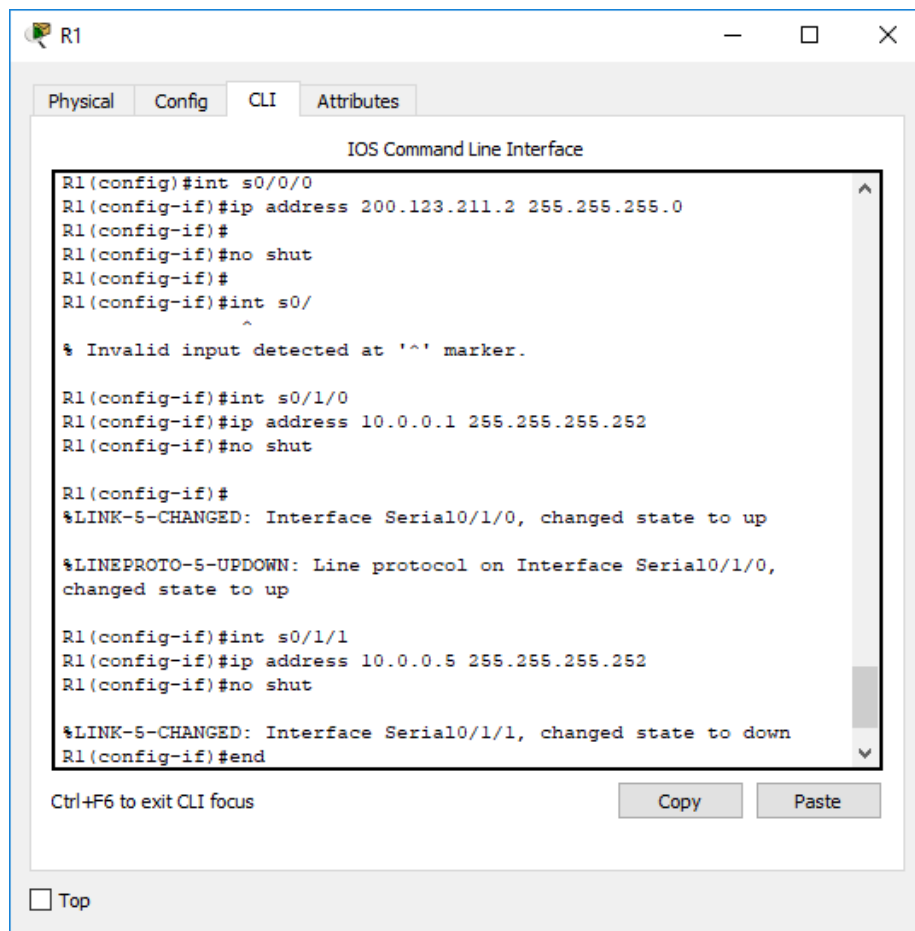 R1
Physical Config CLI Attributes
IOS Command Line Interface
R1(config)#int s0/0/0
R1(config-if)#ip address 200.123.211.2 255.255.255.0
R1(config-if)#
R1(config-if)#no shut
R1(config-if)#
R1(config-if)#int s0/
^
% Invalid input detected at '^' marker.
R1(config-if)#int s0/1/0
R1(config-if)#ip address 10.0.0.1 255.255.255.252
R1(config-if)#no shut
R1(config-if)#
%LINK-5-CHANGED: Interface Serial0/1/0, changed state to up
%LINEPROTO-5-UPDOWN: Line protocol on Interface Serial0/1/0,
changed state to up
R1(config-if)#int s0/1/1
R1(config-if)#ip address 10.0.0.5 255.255.255.252
R1(config-if)#no shut
%LINK-5-CHANGED: Interface Serial0/1/1, changed state to down
R1(config-if)#end
Ctrl+F6 to exit CLI focus
Copy Paste
Top